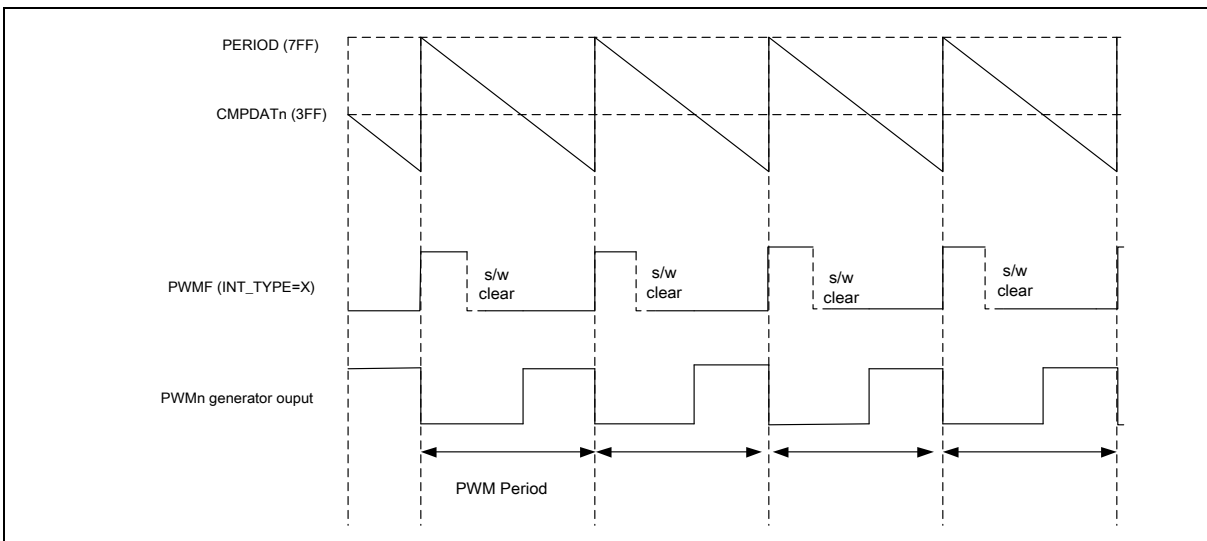 PERIOD (7FF)
CMPDATn (3FF)
PWMF (INT_TYPE=X)
s/w
clear
s/w
clear
s/w
clear
s/w
clear
PWMn generator ouput
PWM Period